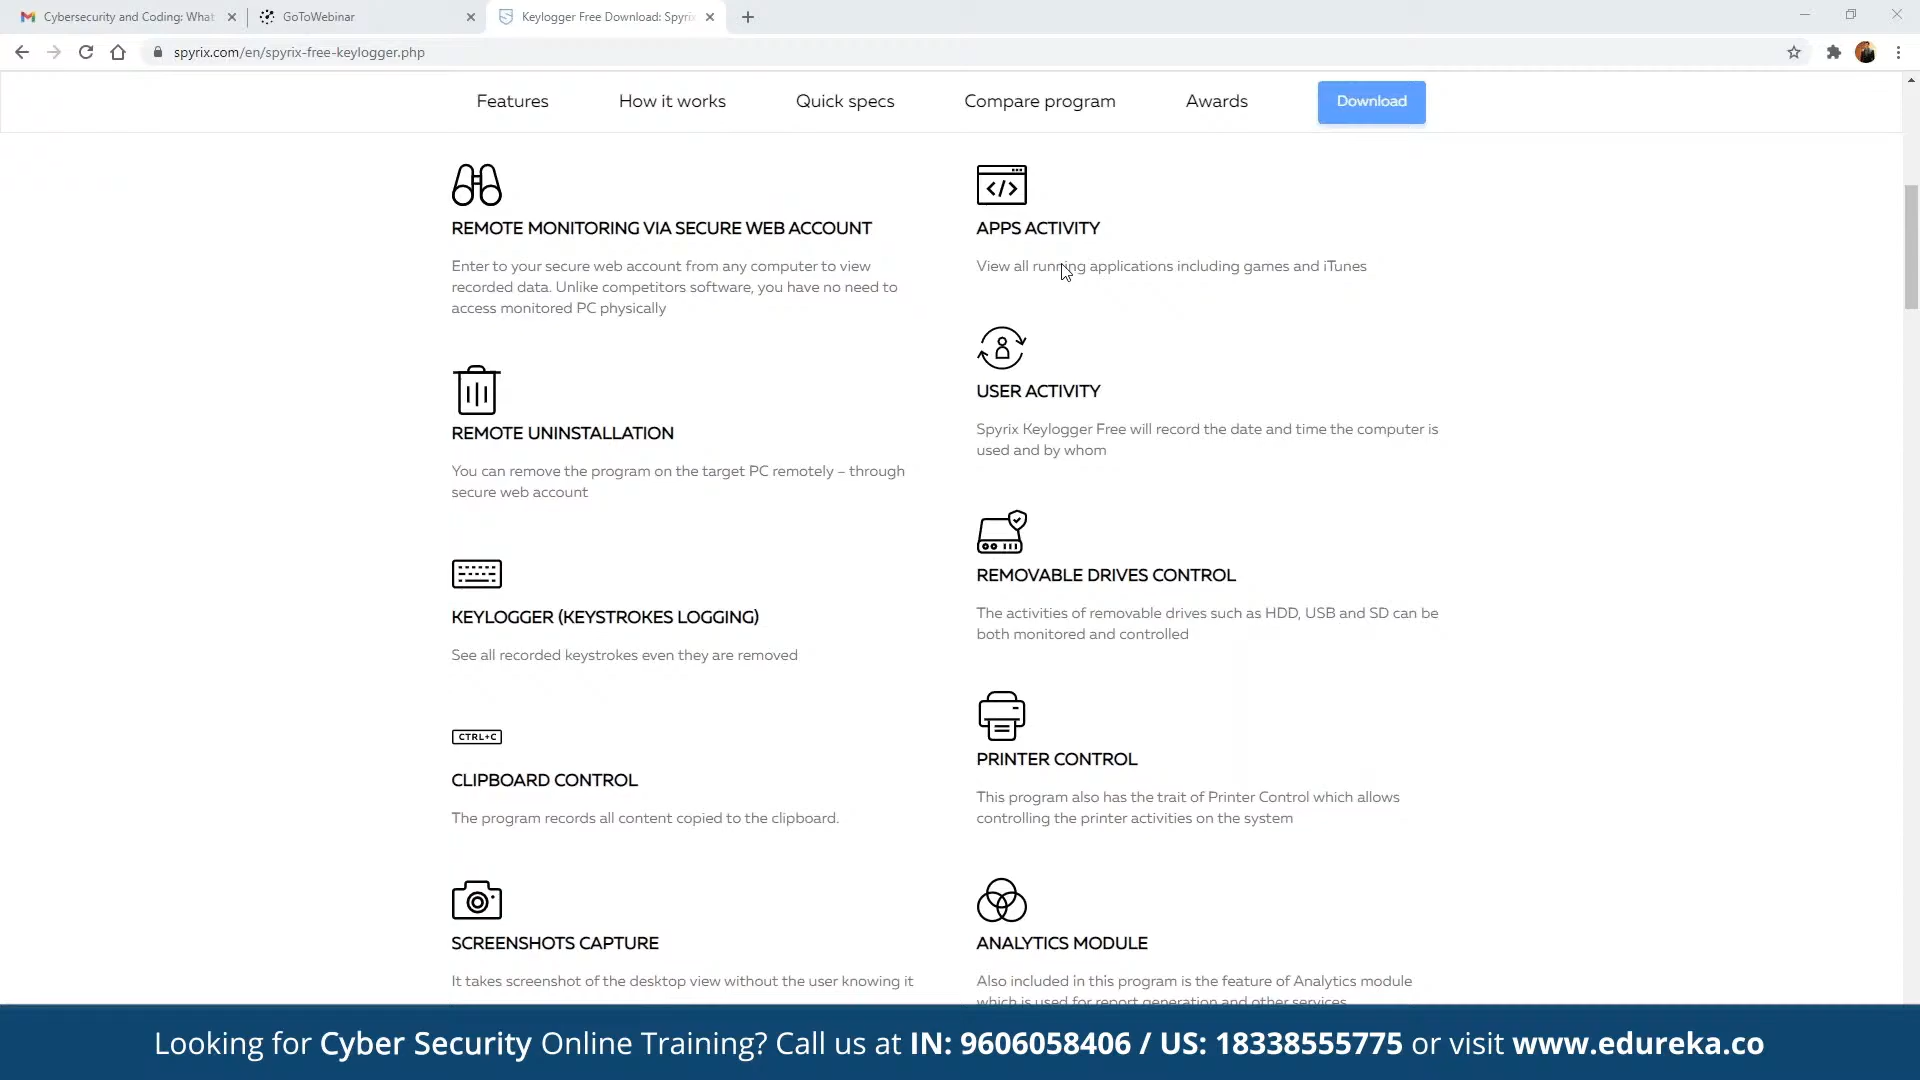 Cybersecurity and Coding: What
GoToWebinar
Keylogger Free Download: Spyrix
spyrix.com/en/spyrix-free-keylogger.php
Features
How it works
Quick specs
Compare program
Awards
Download
REMOTE MONITORING VIA SECURE WEB ACCOUNT
Enter to your secure web account from any computer to view
recorded data. Unlike competitors software, you have no need to
access monitored PC physically
REMOTE UNINSTALLATION
You can remove the program on the target PC remotely – through
secure web account
KEYLOGGER (KEYSTROKES LOGGING)
See all recorded keystrokes even they are removed
CTRL+C
CLIPBOARD CONTROL
The program records all content copied to the clipboard.
SCREENSHOTS CAPTURE
It takes screenshot of the desktop view without the user knowing it
APPS ACTIVITY
View all running applications including games and iTunes
USER ACTIVITY
Spyrix Keylogger Free will record the date and time the computer is
used and by whom
REMOVABLE DRIVES CONTROL
The activities of removable drives such as HDD, USB and SD can be
both monitored and controlled
PRINTER CONTROL
This program also has the trait of Printer Control which allows
controlling the printer activities on the system
ANALYTICS MODULE
Also included in this program is the feature of Analytics module
which is used for report generation and other services
Looking for Cyber Security Online Training? Call us at IN: 9606058406 / US: 18338555775 or visit www.edureka.co